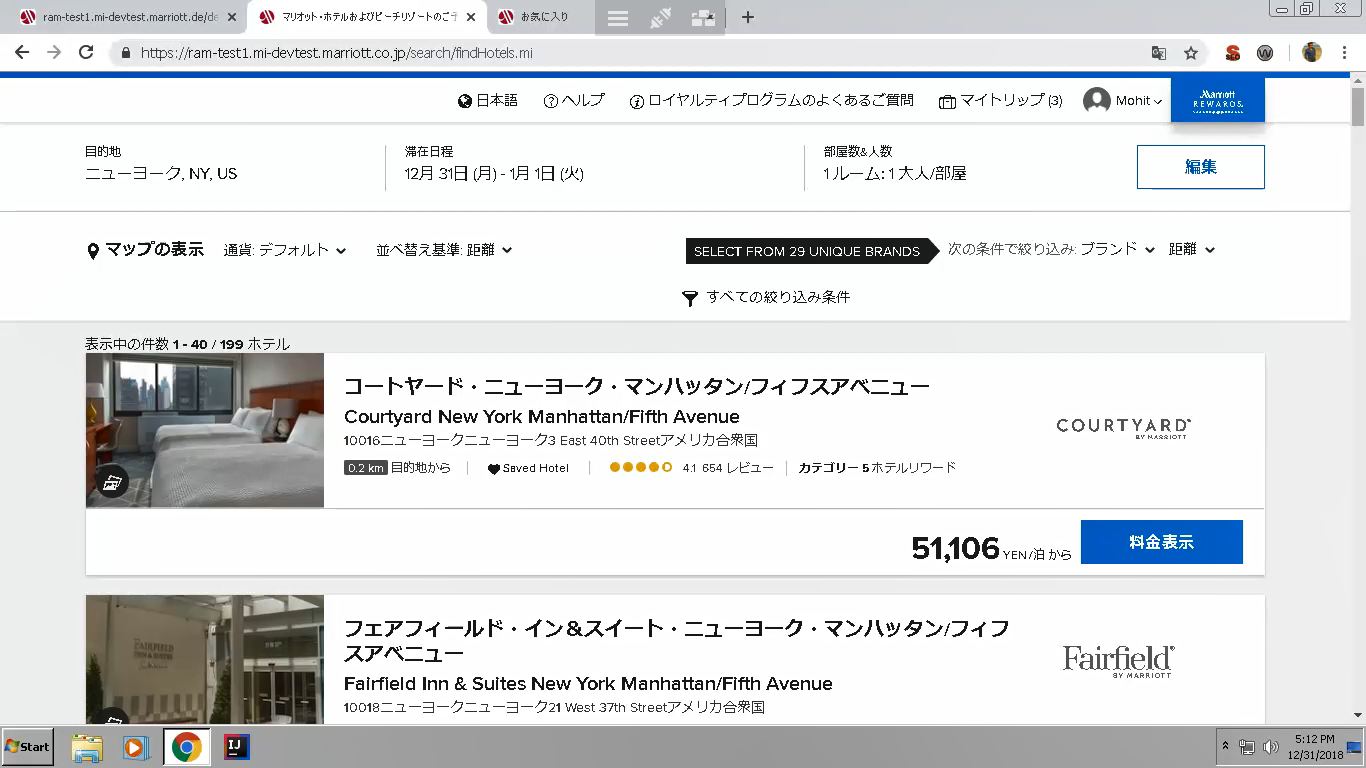 ram-test1.mi-devtest.marriott.de/de
マリオット・ホテルおよびビーチリゾートのご予
お気に入り
https://ram-test1.mi-devtest.marriott.co.jp/search/findHotels.mi
日本語 ヘルプ ロイヤルティプログラムのよくあるご質問 マイトリップ (3) Mohit
Marriott
REWARDS.
目的地 滞在日程 部屋数&人数
ニューヨーク, NY, US 12月 31日 (月) - 1月 1日 (火) 1 ルーム: 1 大人/部屋 編集
マップの表示 通貨: デフォルト 並べ替え基準: 距離 SELECT FROM 29 UNIQUE BRANDS 次の条件で絞り込み: ブランド 距離
すべての絞り込み条件
表示中の件数 1 - 40 / 199 ホテル
コートヤード・ニューヨーク・マンハッタン/フィフスアベニュー
Courtyard New York Manhattan/Fifth Avenue
10016ニューヨークニューヨーク3 East 40th Streetアメリカ合衆国
COURTYARD
BY MARRIOTT
0.2 km 目的地から Saved Hotel 4.1 654 レビュー カテゴリー 5 ホテルリワード
51,106 YEN /泊 から 料金表示
フェアフィールド・イン＆スイート・ニューヨーク・マンハッタン/フィフ
スアベニュー
Fairfield Inn & Suites New York Manhattan/Fifth Avenue
10018ニューヨークニューヨーク21 West 37th Streetアメリカ合衆国
Fairfield
BY MARRIOTT
FAIRFIELD
INN & SUITES
Start
IJ
5:12 PM
12/31/2018